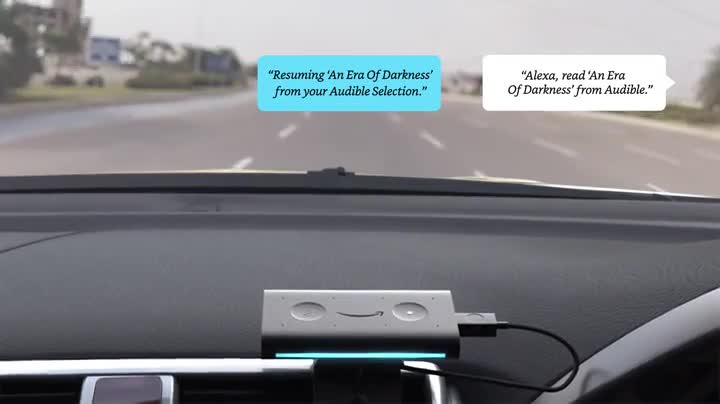 “Resuming ‘An Era Of Darkness’
from your Audible Selection.”
“Alexa, read ‘An Era
Of Darkness’ from Audible.”